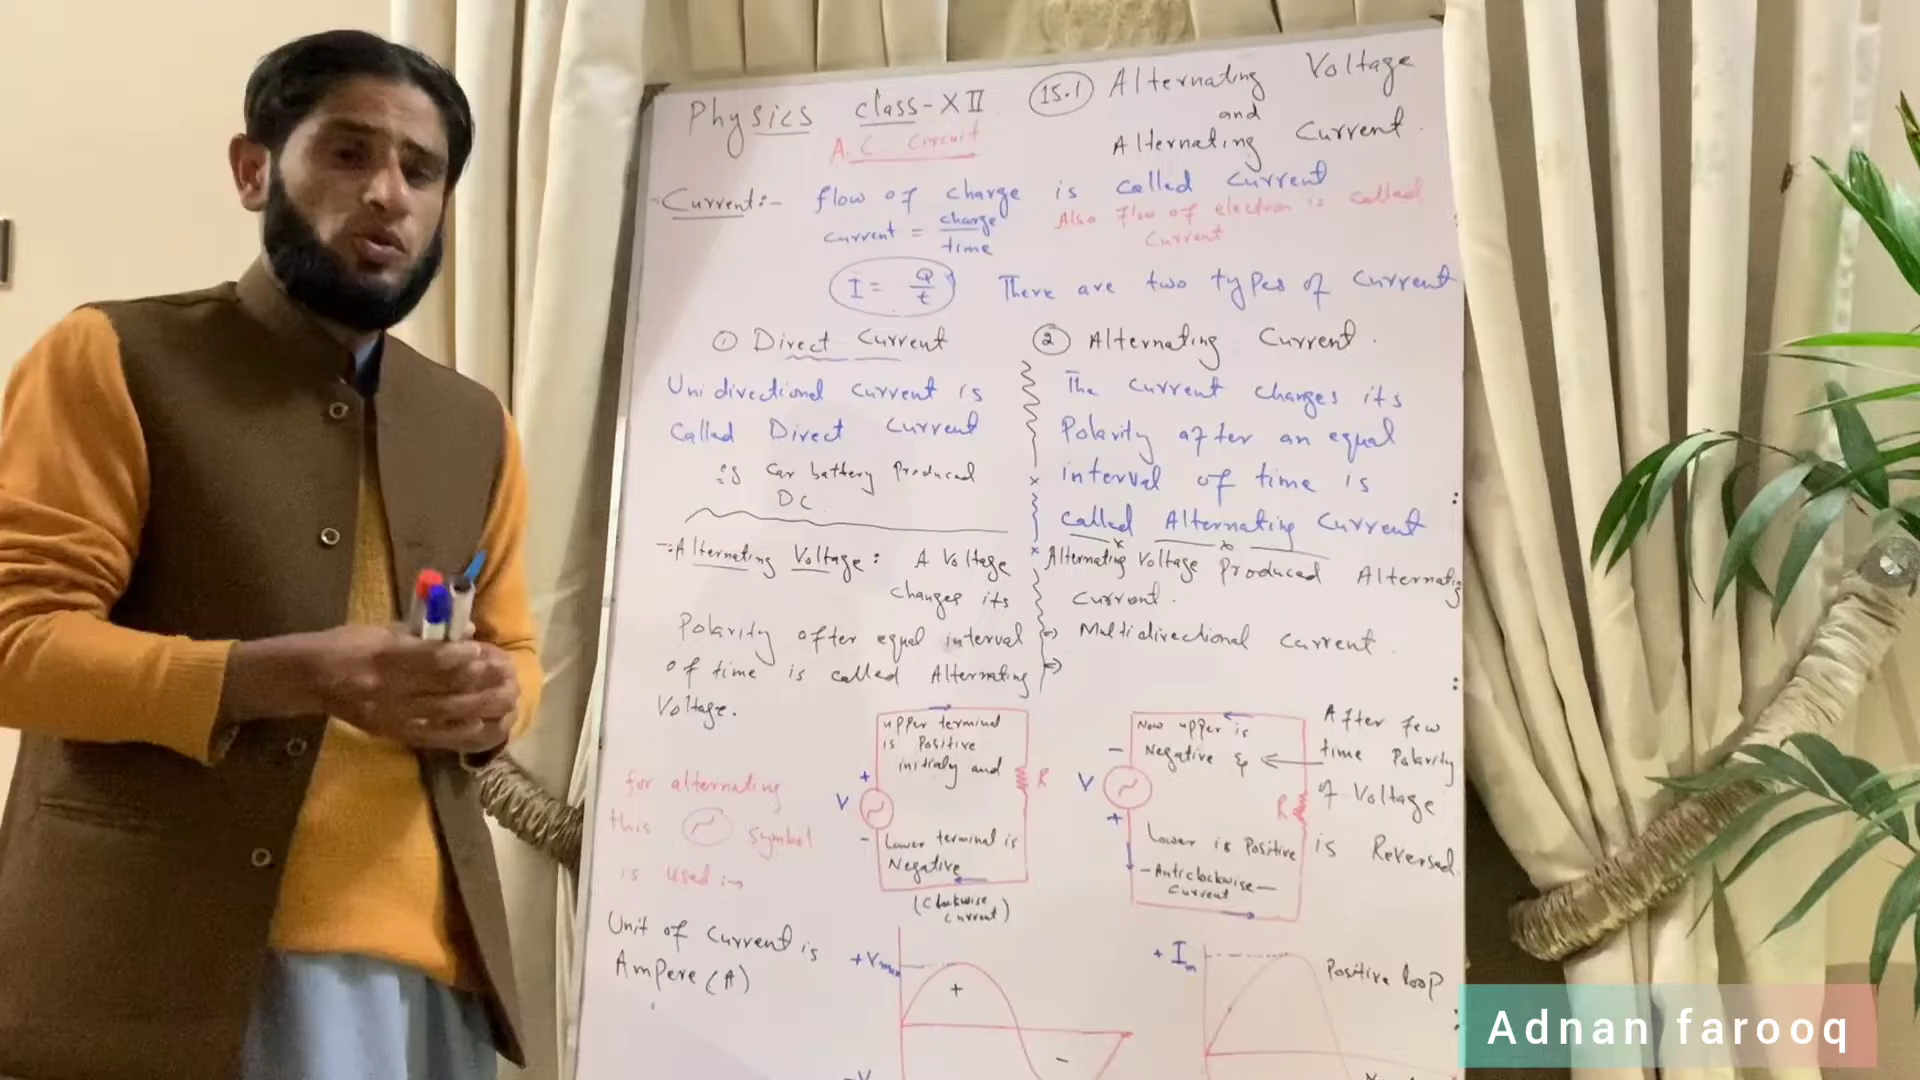 Physics class-XII
A.C Circuit
15.1 Alternating Voltage
and
Alternating Current.
Current:- flow of charge is called current
current = charge
time
Also flow of electron is called
Current
I = Q
t
There are two types of Current
1 Direct Current
Unidirectional current is
Called Direct Current
Car battery Produced
DC
2 Alternating Current.
The current changes its
Polarity after an equal
interval of time is
called Alternating Current
-:Alternating Voltage: A Voltage
changes its
Polarity after equal interval
of time is called Alternating
Voltage.
Alternating Voltage Produced Alternating
Current.
Multidirectional Current.
for alternating
this symbol
is used in
Unit of Current is
Ampere (A)
upper terminal
is Positive
initialy and
+
V
-
R
Lower terminal is
Negative
(Clockwise
Current)
Now upper is
Negative &
-
V
+
R
Lower is Positive
- Anticlockwise-
Current
After few
time Polarity
of Voltage
is Reversed
+Vmax
+
-
-V
+ Im
Positive loop
Adnan farooq